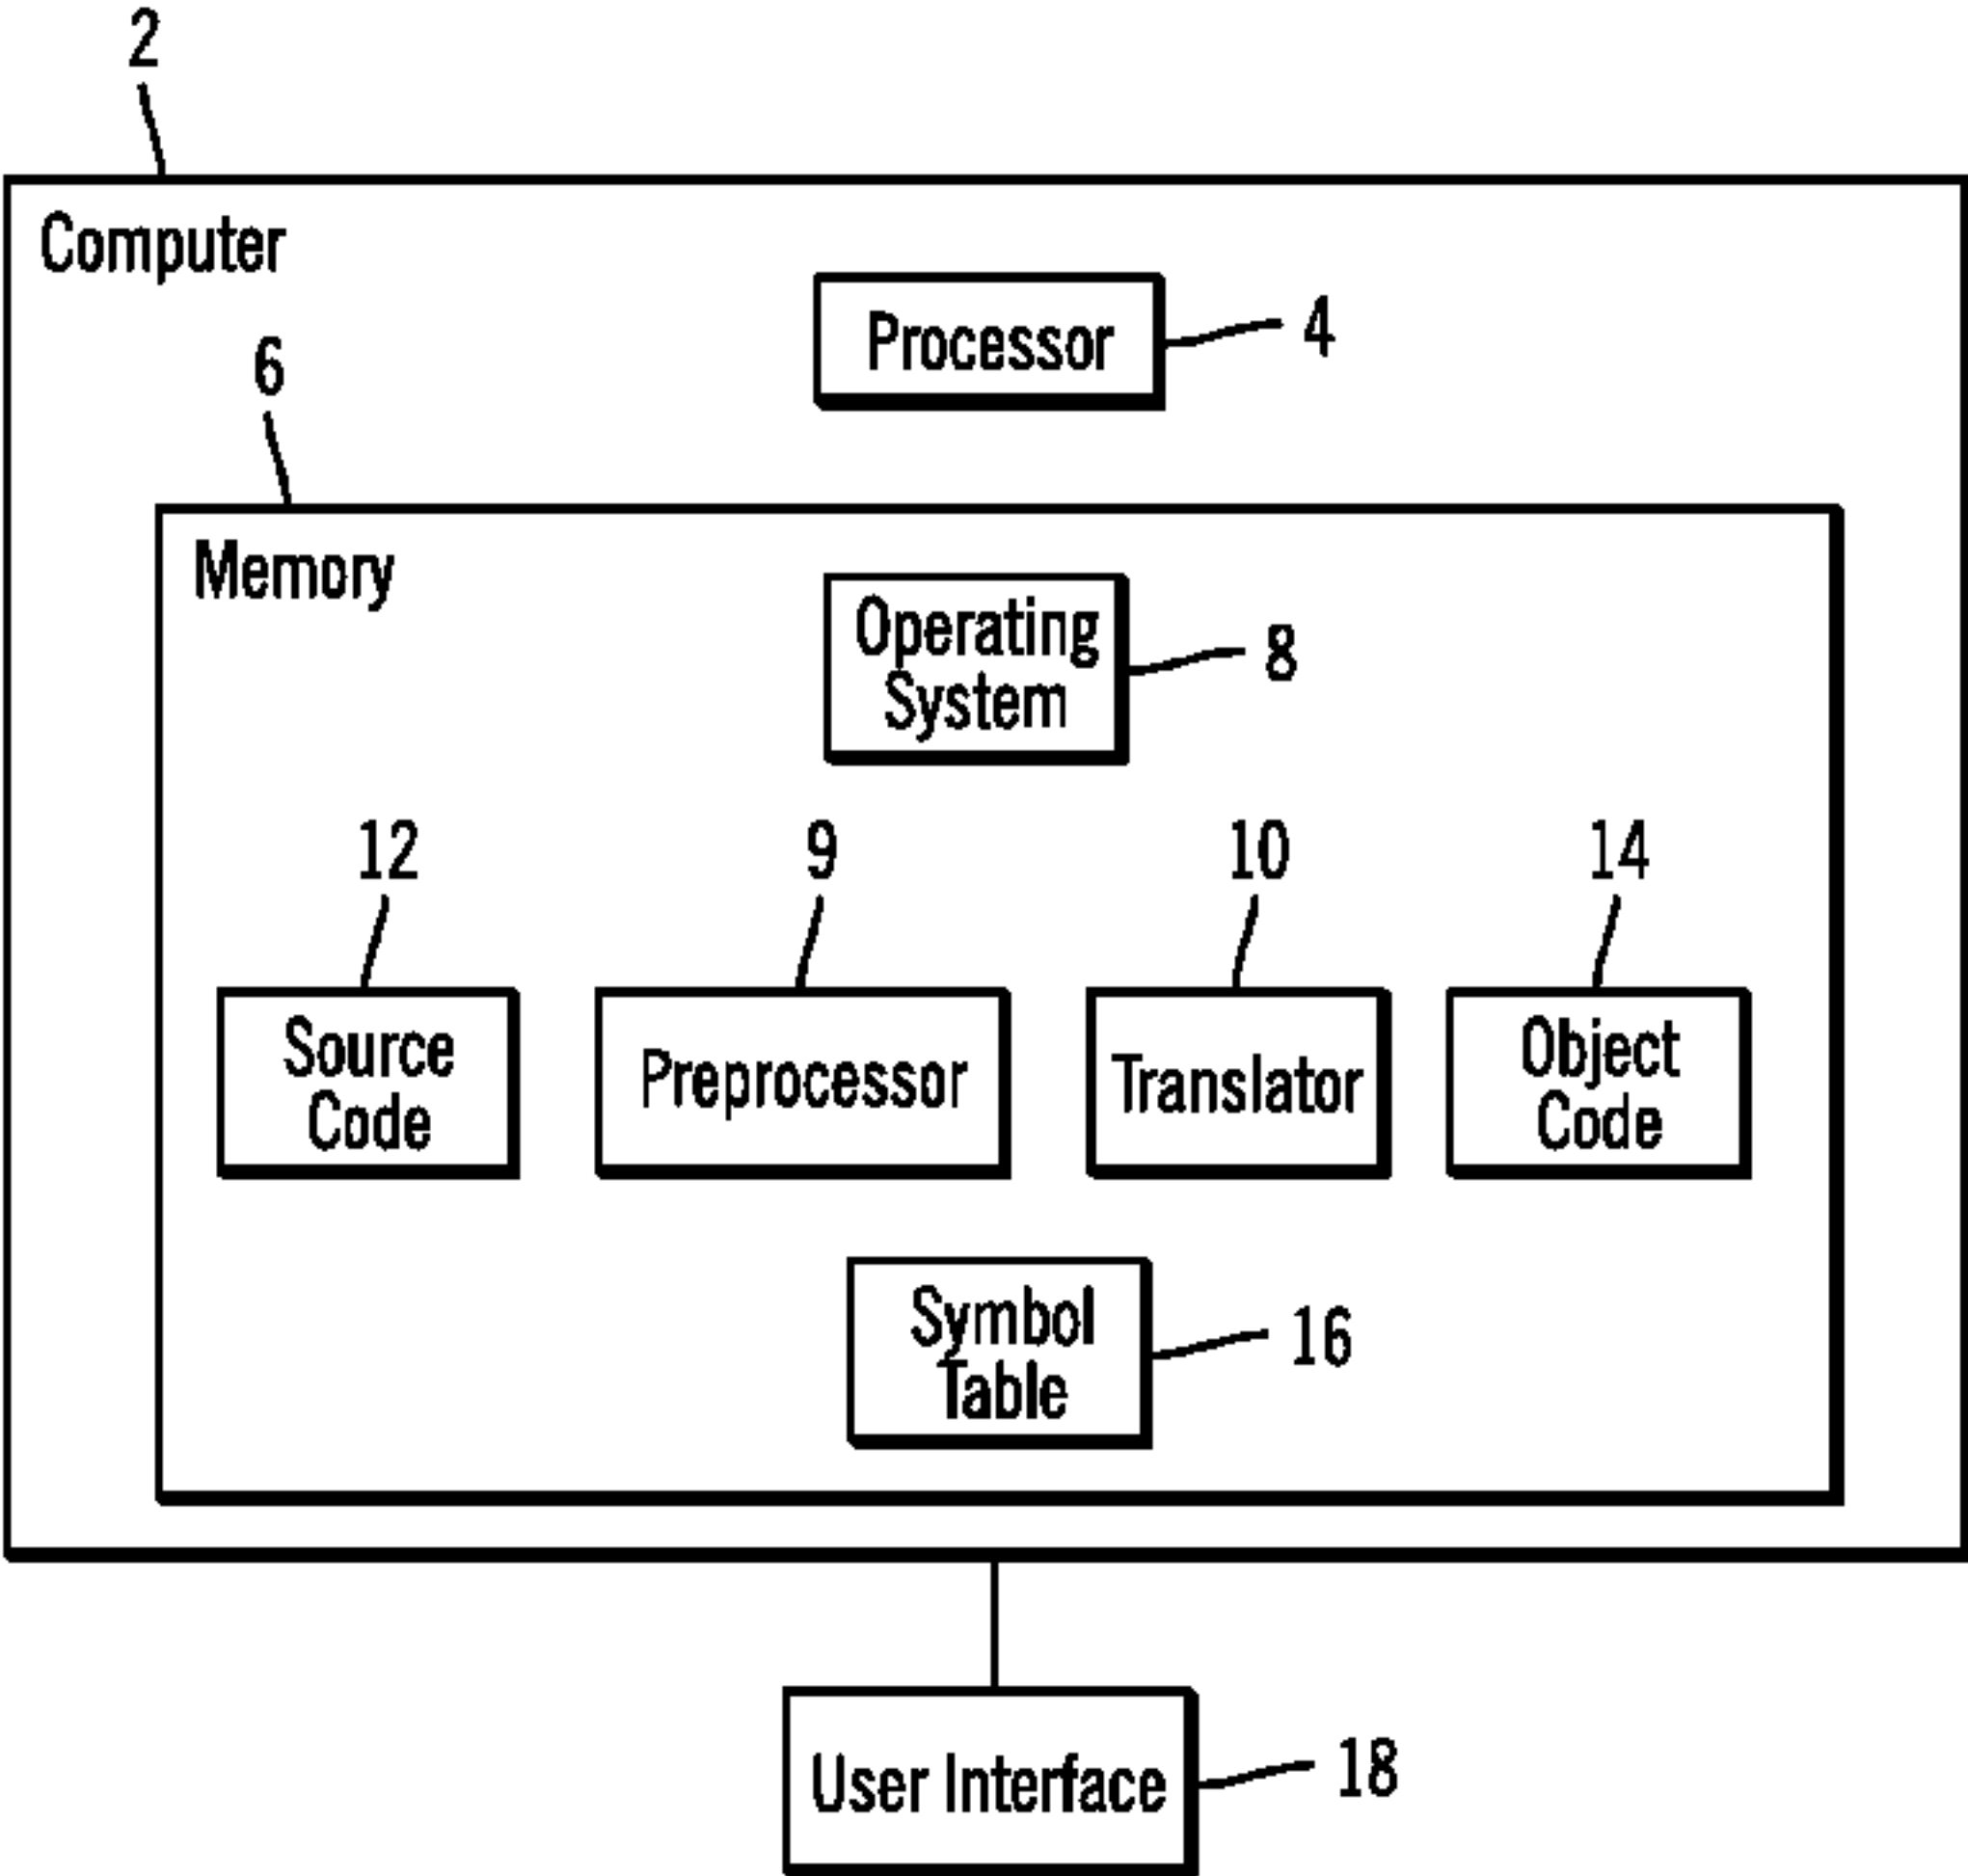 2
Computer
Processor
4
6
Memory
Operating
System
8
12
9
10
14
Source
Code
Preprocessor
Translator
Object
Code
Symbol
Table
16
User Interface
18